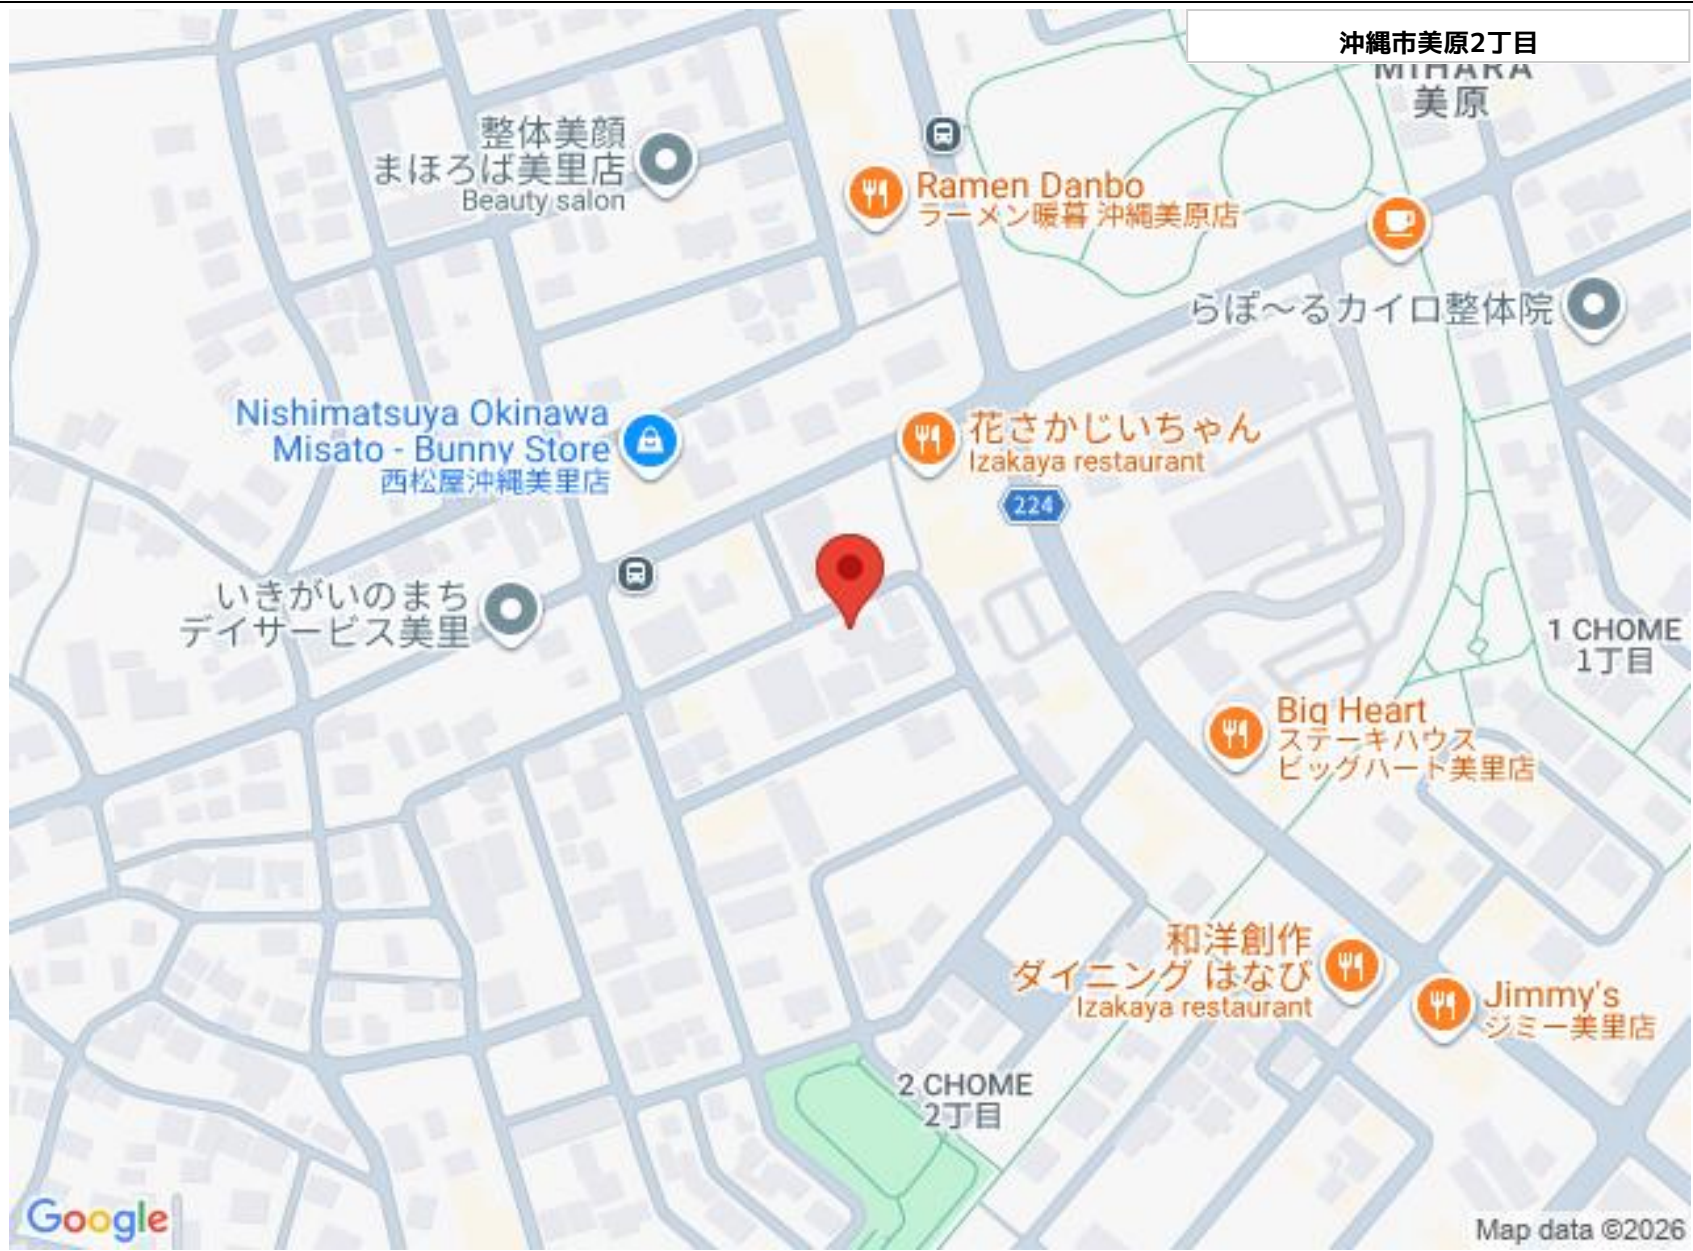 沖縄市美原2丁目
MIHARA
美原
整体美顔
まほろば美里店
Beauty salon
Ramen Danbo
ラーメン暖暮 沖縄美原店
らぽ〜るカイロ整体院
Nishimatsuya Okinawa
Misato - Bunny Store
西松屋沖縄美里店
花さかじいちゃん
Izakaya restaurant
224
いきがいのまち
デイサービス美里
1 CHOME
1丁目
Big Heart
ステーキハウス
ビッグハート美里店
和洋創作
ダイニング はなび
Izakaya restaurant
Jimmy's
ジミー美里店
2 CHOME
2丁目
Google
Map data ©2026